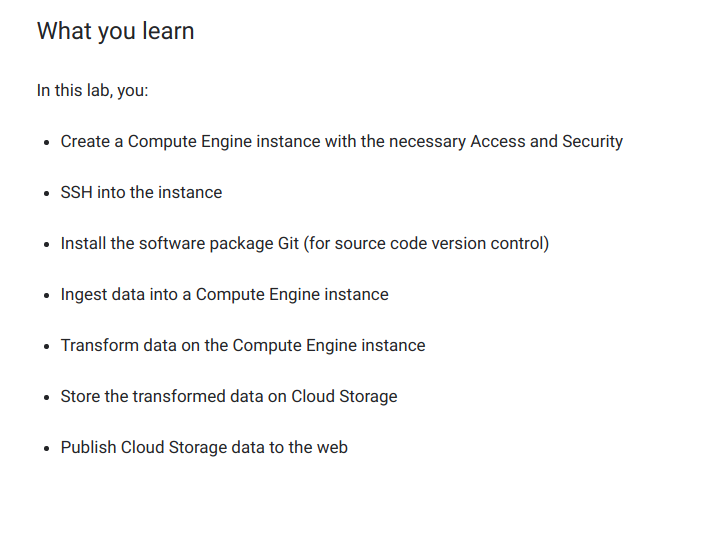 What you learn
In this lab, you:
• Create a Compute Engine instance with the necessary Access and Security
• SSH into the instance
• Install the software package Git (for source code version control)
• Ingest data into a Compute Engine instance
• Transform data on the Compute Engine instance
• Store the transformed data on Cloud Storage
• Publish Cloud Storage data to the web